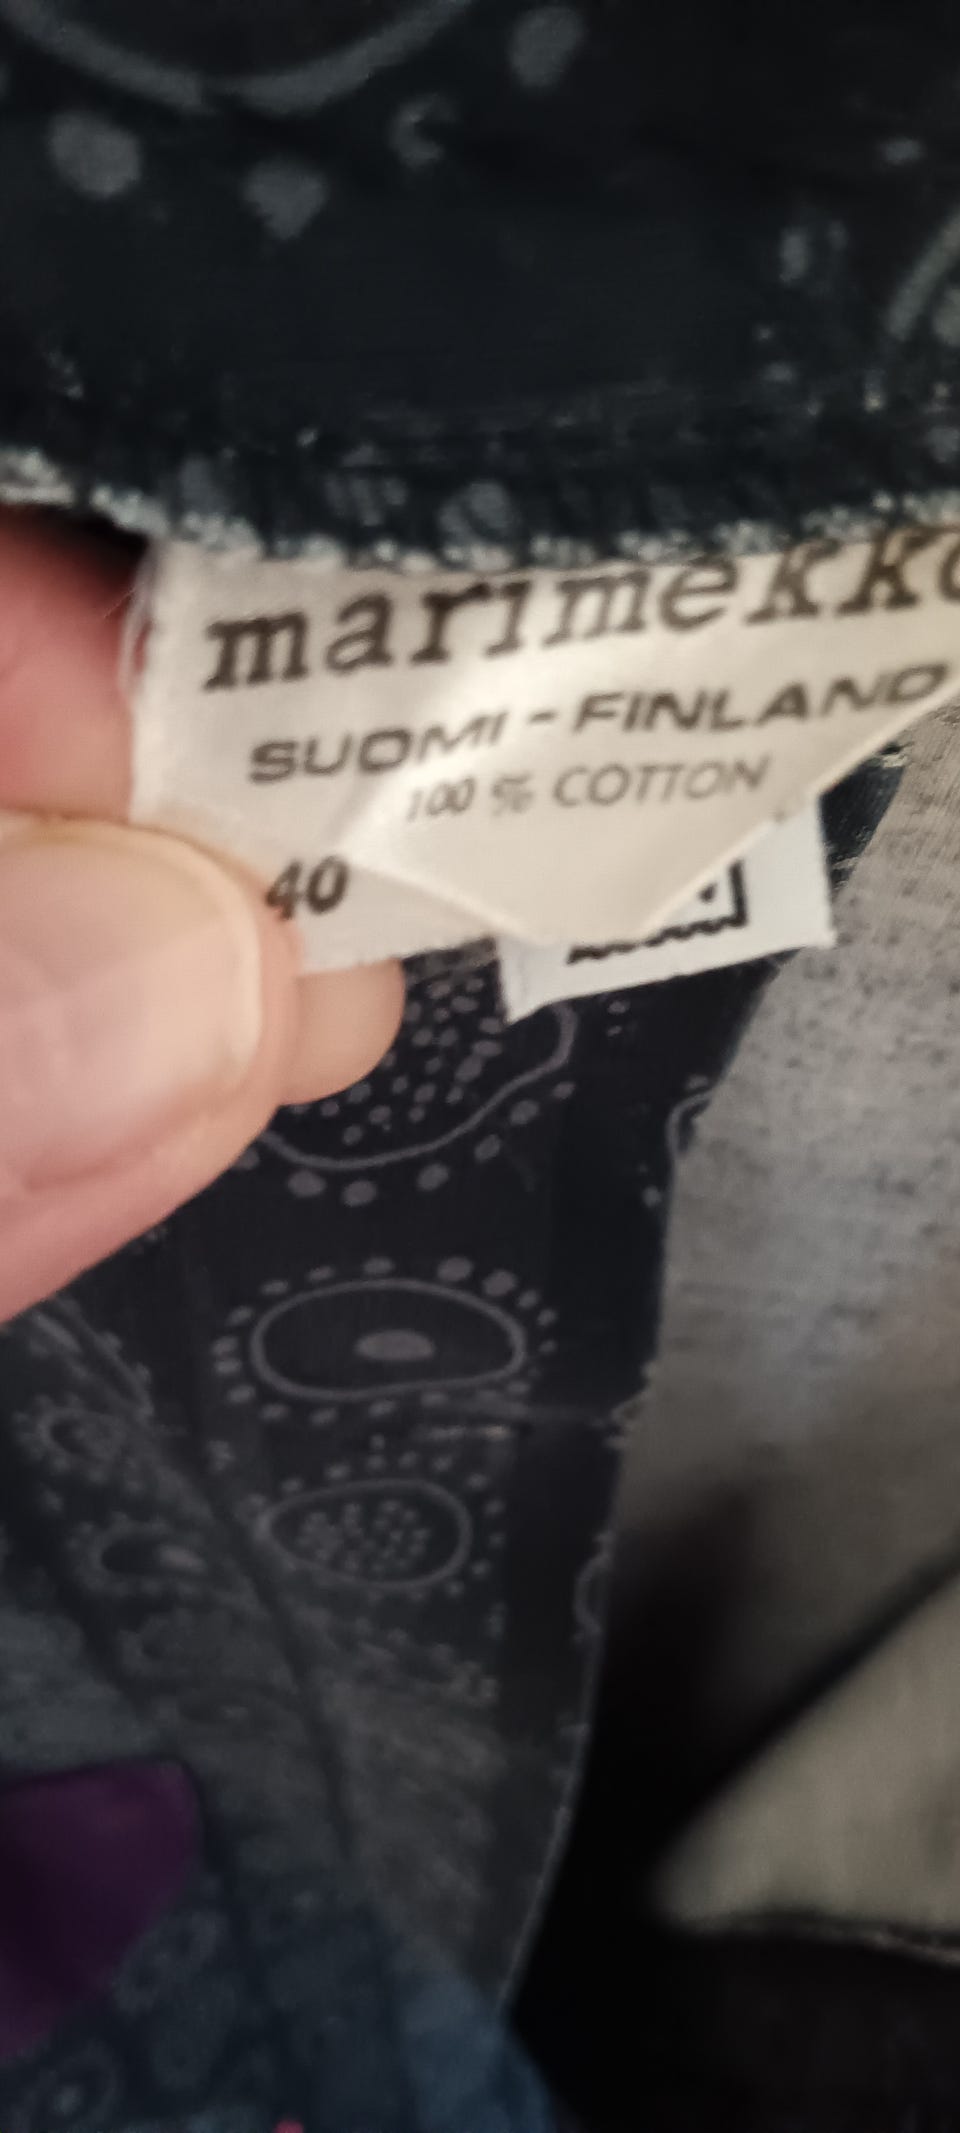 marimekko
SUOMI - FINLAND
100 % COTTON
40